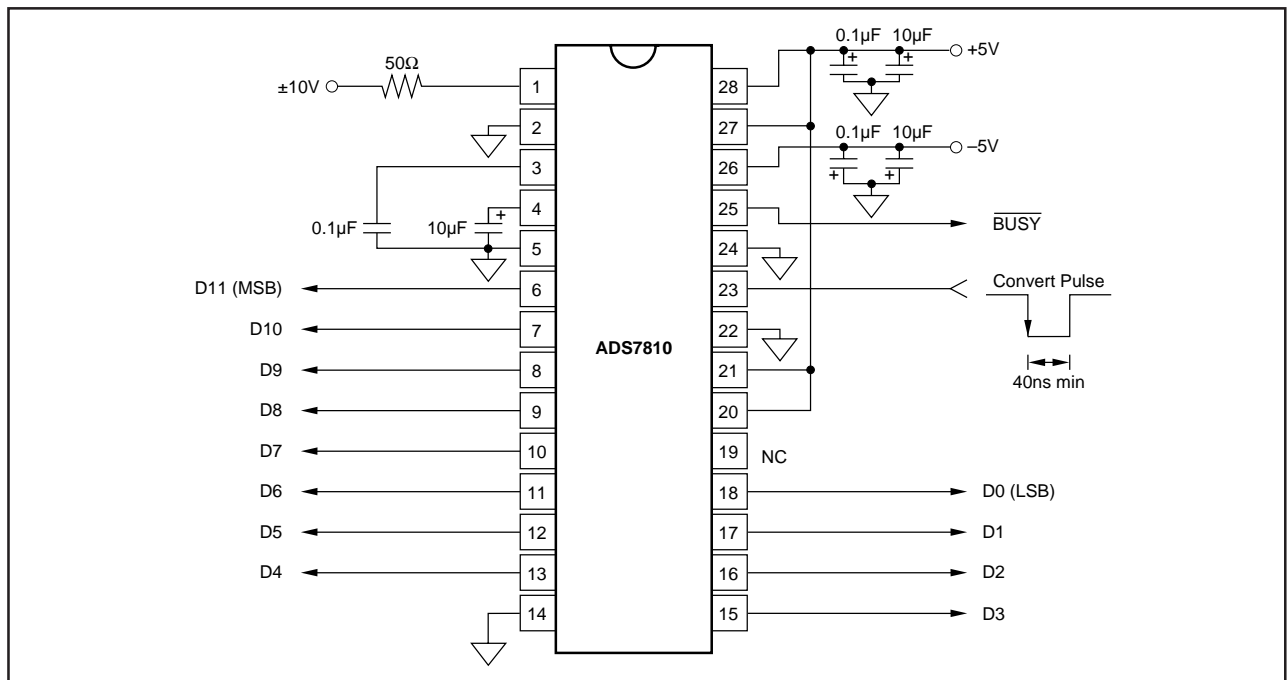 ±10V
50Ω
0.1µF
10µF
D11 (MSB)
D10
D9
D8
D7
D6
D5
D4
1
2
3
4
5
6
7
8
9
10
11
12
13
14
ADS7810
28
27
26
25
24
23
22
21
20
19
18
17
16
15
0.1µF 10µF
+
+
+5V
0.1µF 10µF
+
+
–5V
+
BUSY
Convert Pulse
40ns min
NC
D0 (LSB)
D1
D2
D3